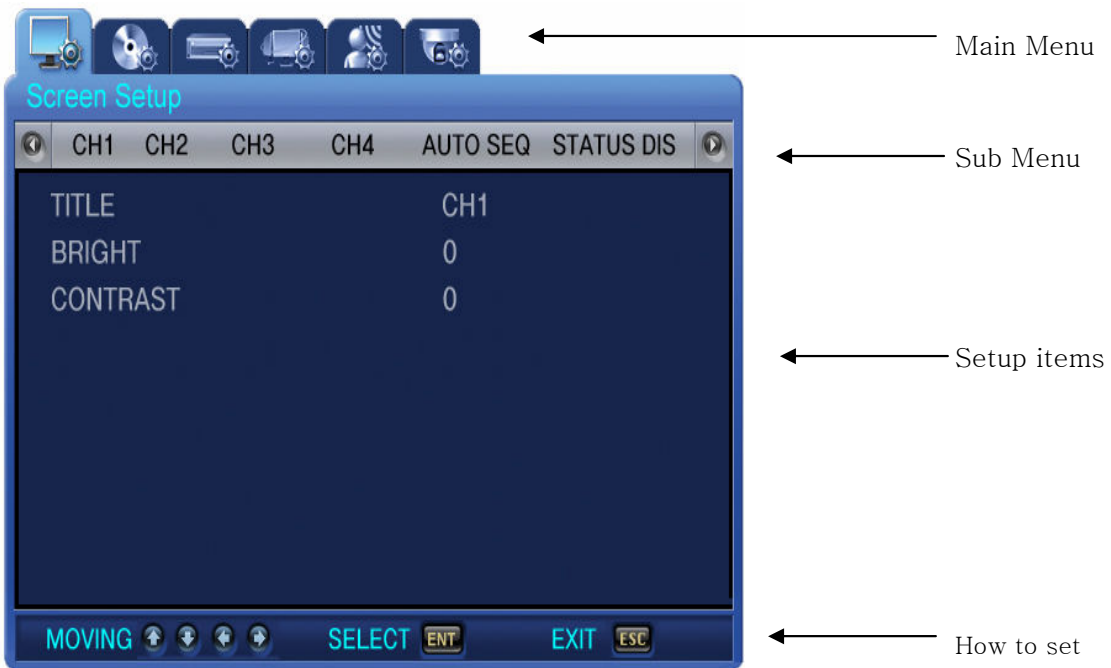 Main Menu
Screen Setup
CH1 CH2 CH3 CH4 AUTO SEQ STATUS DIS
Sub Menu
TITLE CH1
BRIGHT 0
CONTRAST 0
Setup items
MOVING SELECT ENT EXIT ESC
How to set